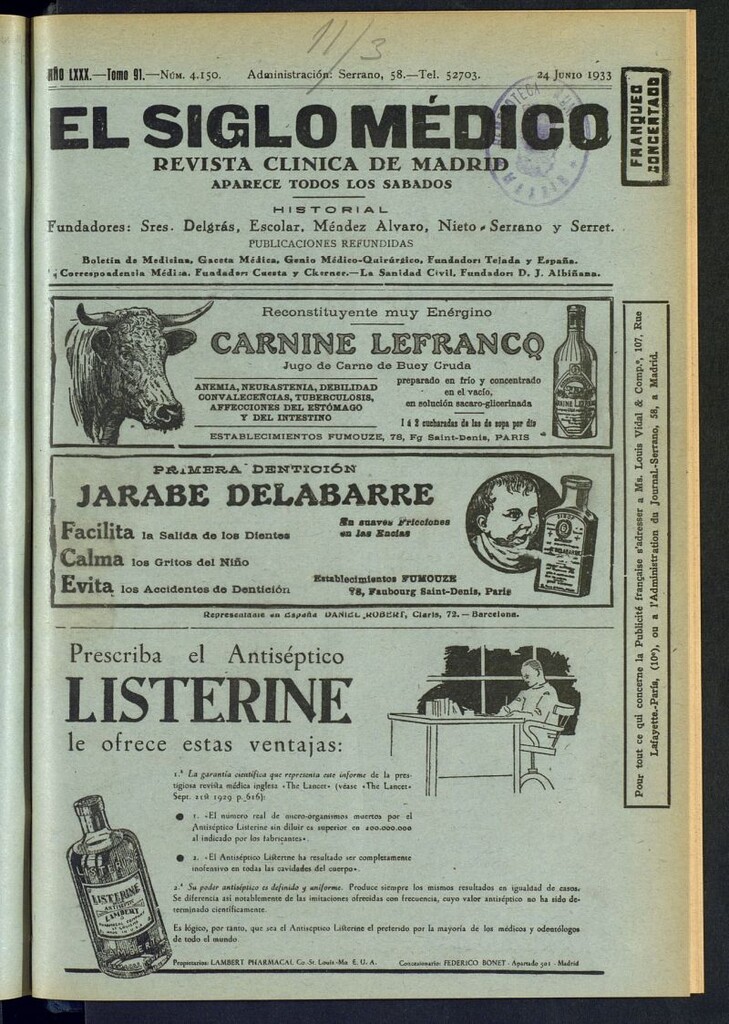 11/3
AÑO LXXX.—Tomo 91.—NÚM. 4.150. Administración: Serrano, 58.—Tel. 52703. 24 JUNIO 1933
FRANQUEO
CONCERTADO
EL SIGLO MÉDICO
REVISTA CLINICA DE MADRID
APARECE TODOS LOS SABADOS
HISTORIAL
Fundadores: Sres. Delgrás, Escolar, Méndez Alvaro, Nieto - Serrano y Serret.
PUBLICACIONES REFUNDIDAS
Boletín de Medicina, Gaceta Médica, Genio Médico-Quirúrgico, Fundador: Tejada y España.
Correspondensia Médisa, Fundador: Cuesta y Ckerner.—La Sanidad Civil, Fundador: D. J. Albiñana.
Reconstituyente muy Enérgino
CARNINE LEFRANCQ
Jugo de Carne de Buey Cruda
ANEMIA, NEURASTENIA, DEBILIDAD
CONVALECENCIAS, TUBERCULOSIS,
AFFECCIONES DEL ESTÓMAGO
Y DEL INTESTINO
preparado en frío y concentrado
en el vacío,
en solución sacaro-glicerinada
1 á 2 cucharadas de las de sopa por dia
ESTABLECIMIENTOS FUMOUZE, 78, Fg Saint-Denis, PARIS
PRIMERA DENTICIÓN
JARABE DELABARRE
Facilita la Salida de los Dientes
Calma los Gritos del Niño
Evita los Accidentes de Dentición
En suaves Fricciones
en las Encias
Establecimientos FUMOUZE
78, Faubourg Saint-Denis, Paris
SIROP
DELABARRE
Representante en España DANIEL ROBERT, Claris, 72.—Barcelona.
Pour tout ce qui concerne la Publicité française s'adresser a Ms. Louis Vidal & Comp.ª, 107, Rue
Lafayette.-París, (10e), ou a l'Administration du Journal.-Serrano, 58, a Madrid.
Prescriba el Antiséptico
LISTERINE
le ofrece estas ventajas:
1.ª La garantía científica que representa este informe de la pres-
tigiosa revista médica inglesa «The Lancet» (véase «The Lancet»
Sept. 21st 1929 p. 616):
1. «El número real de micro-organismos muertos por el
Antiséptico Listerine sin diluir es superior en 200.000.000
al indicado por los fabricantes».
2. «El Antiséptico Listerine ha resultado ser completamente
inofensivo en todas las cavidades del cuerpo».
2.ª Su poder antiséptico es definido y uniforme. Produce siempre los mismos resultados en igualdad de casos.
Se diferencia así notablemente de las imitaciones ofrecidas con frecuencia, cuyo valor antiséptico no ha sido de-
terminado científicamente.
Es lógico, por tanto, que sea el Antiséptico Listerine el preferido por la mayoría de los médicos y odontólogos
de todo el mundo.
LISTERINE
LISTERINE
ANTISEPTIC
LAMBERT
Propietarios: LAMBERT PHARMACAL Co-St. Louis-Mo. E. U. A. Concesionario: FEDERICO BONET - Apartado 501 - Madrid